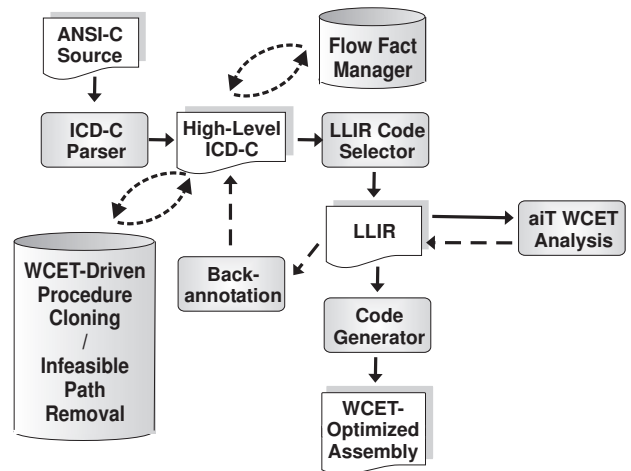 ANSI-C
Source
Flow Fact
Manager
ICD-C
Parser
High-Level
ICD-C
LLIR Code
Selector
LLIR
aiT WCET
Analysis
WCET-Driven
Procedure
Cloning
/
Infeasible
Path
Removal
Back-
annotation
Code
Generator
WCET-
Optimized
Assembly